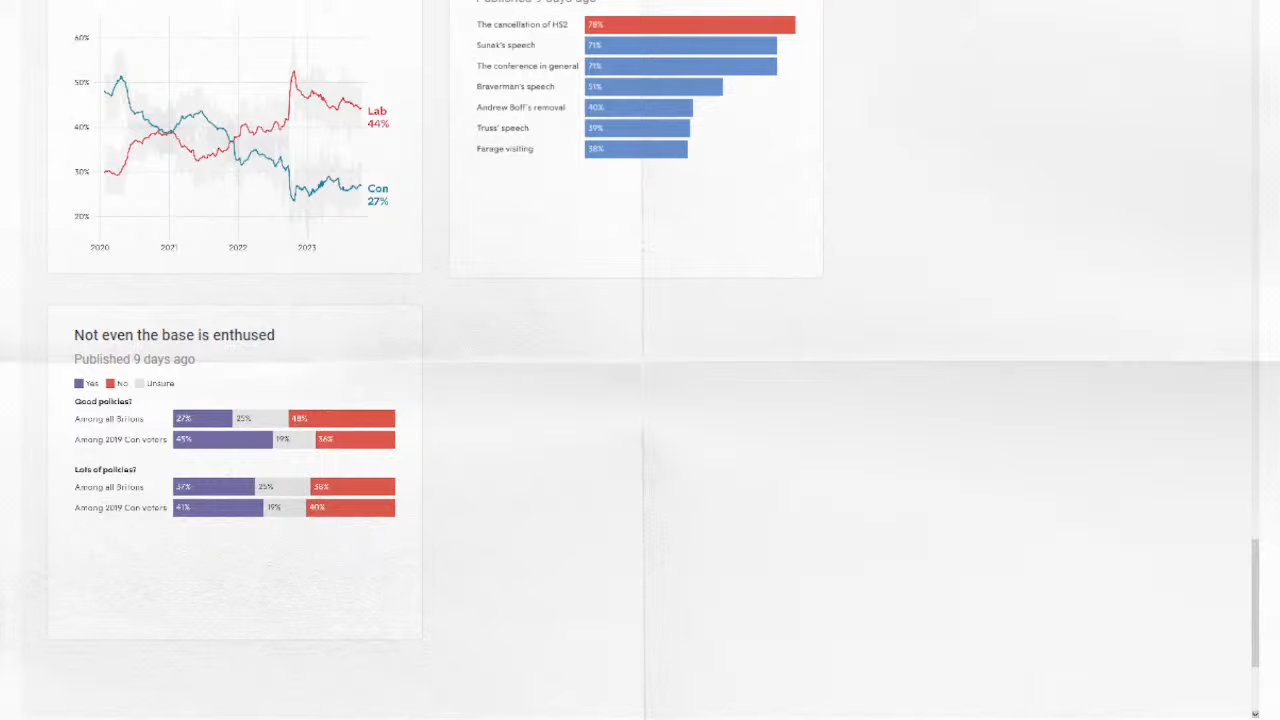 60%
50%
40%
30%
20%
2020 2021 2022 2023
Lab
44%
Con
27%
Published 9 days ago
The cancellation of HS2 78%
Sunak's speech 71%
The conference in general 71%
Braverman's speech 51%
Andrew Boff's removal 40%
Truss' speech 39%
Farage visiting 38%
Not even the base is enthused
Published 9 days ago
Yes No Unsure
Good policies?
Among all Britons 27% 25% 48%
Among 2019 Con voters 45% 19% 36%
Lots of policies?
Among all Britons 37% 25% 38%
Among 2019 Con voters 41% 19% 40%